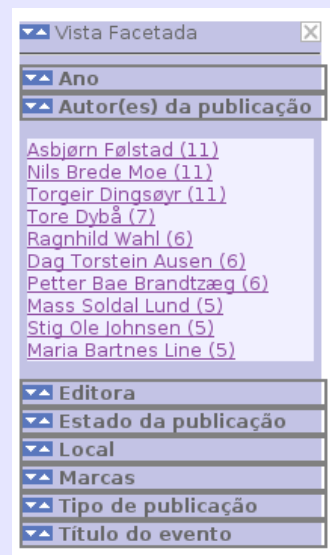 Vista Facetada
Ano
Autor(es) da publicação
Asbjørn Følstad (11)
Nils Brede Moe (11)
Torgeir Dingsøyr (11)
Tore Dybå (7)
Ragnhild Wahl (6)
Dag Torstein Ausen (6)
Petter Bae Brandtzæg (6)
Mass Soldal Lund (5)
Stig Ole Johnsen (5)
Maria Bartnes Line (5)
Editora
Estado da publicação
Local
Marcas
Tipo de publicação
Título do evento